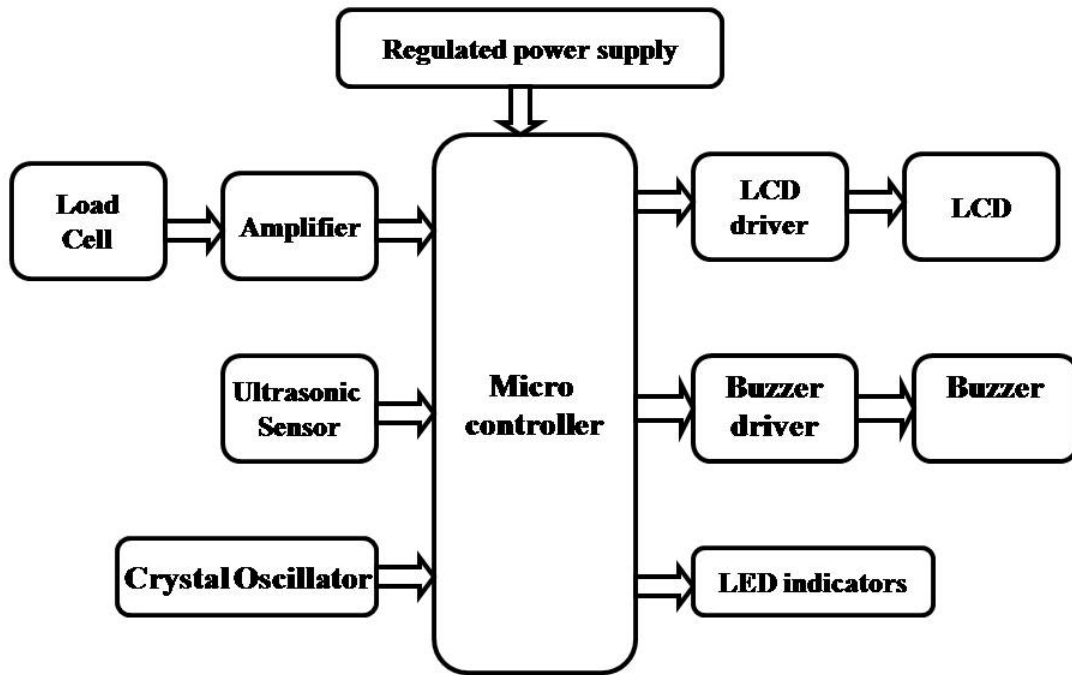 Regulated power supply
Load
Cell
Amplifier
LCD
driver
LCD
Ultrasonic
Sensor
Micro
controller
Buzzer
driver
Buzzer
Crystal Oscillator
LED indicators